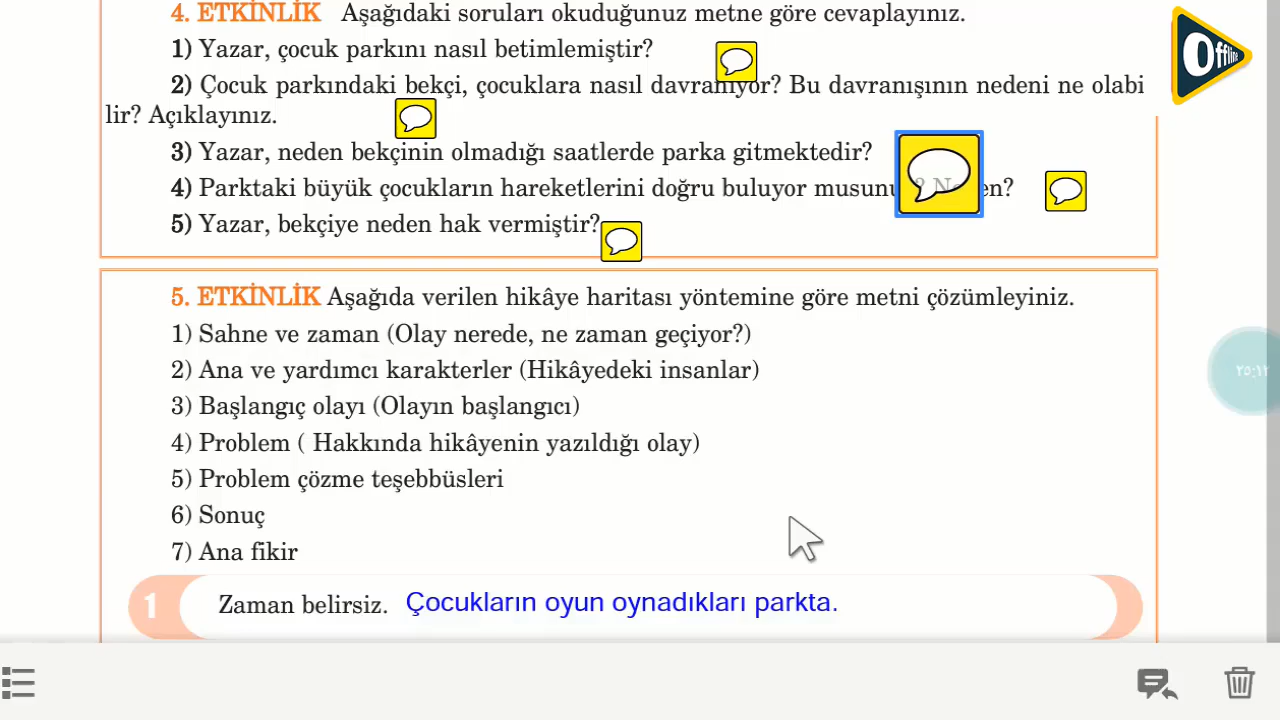 4. ETKİNLİK Aşağıdaki soruları okuduğunuz metne göre cevaplayınız.
1) Yazar, çocuk parkını nasıl betimlemiştir?
2) Çocuk parkındaki bekçi, çocuklara nasıl davranıyor? Bu davranışının nedeni ne olabi
lir? Açıklayınız.
3) Yazar, neden bekçinin olmadığı saatlerde parka gitmektedir?
4) Parktaki büyük çocukların hareketlerini doğru buluyor musunuz? Neden?
5) Yazar, bekçiye neden hak vermiştir?
5. ETKİNLİK Aşağıda verilen hikâye haritası yöntemine göre metni çözümleyiniz.
1) Sahne ve zaman (Olay nerede, ne zaman geçiyor?)
2) Ana ve yardımcı karakterler (Hikâyedeki insanlar)
3) Başlangıç olayı (Olayın başlangıcı)
4) Problem ( Hakkında hikâyenin yazıldığı olay)
5) Problem çözme teşebbüsleri
6) Sonuç
7) Ana fikir
1 Zaman belirsiz. Çocukların oyun oynadıkları parkta.
Offline
٢٥:١٢